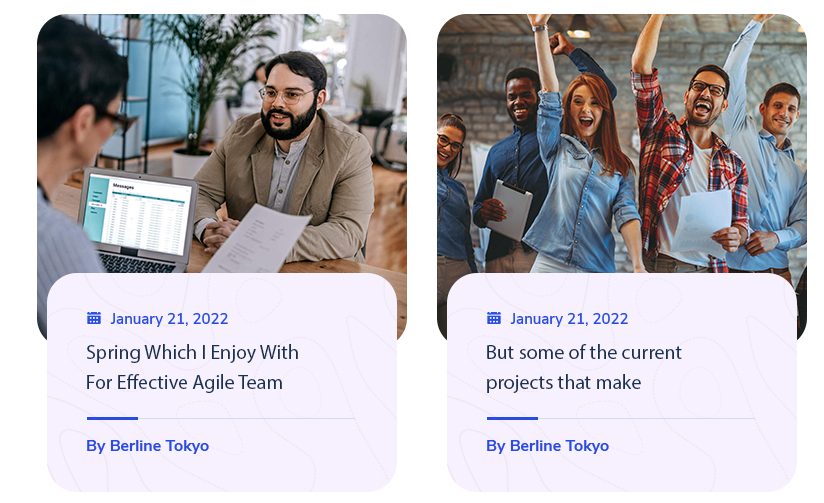 Messages
January 21, 2022
Spring Which I Enjoy With
For Effective Agile Team
By Berline Tokyo
January 21, 2022
But some of the current
projects that make
By Berline Tokyo